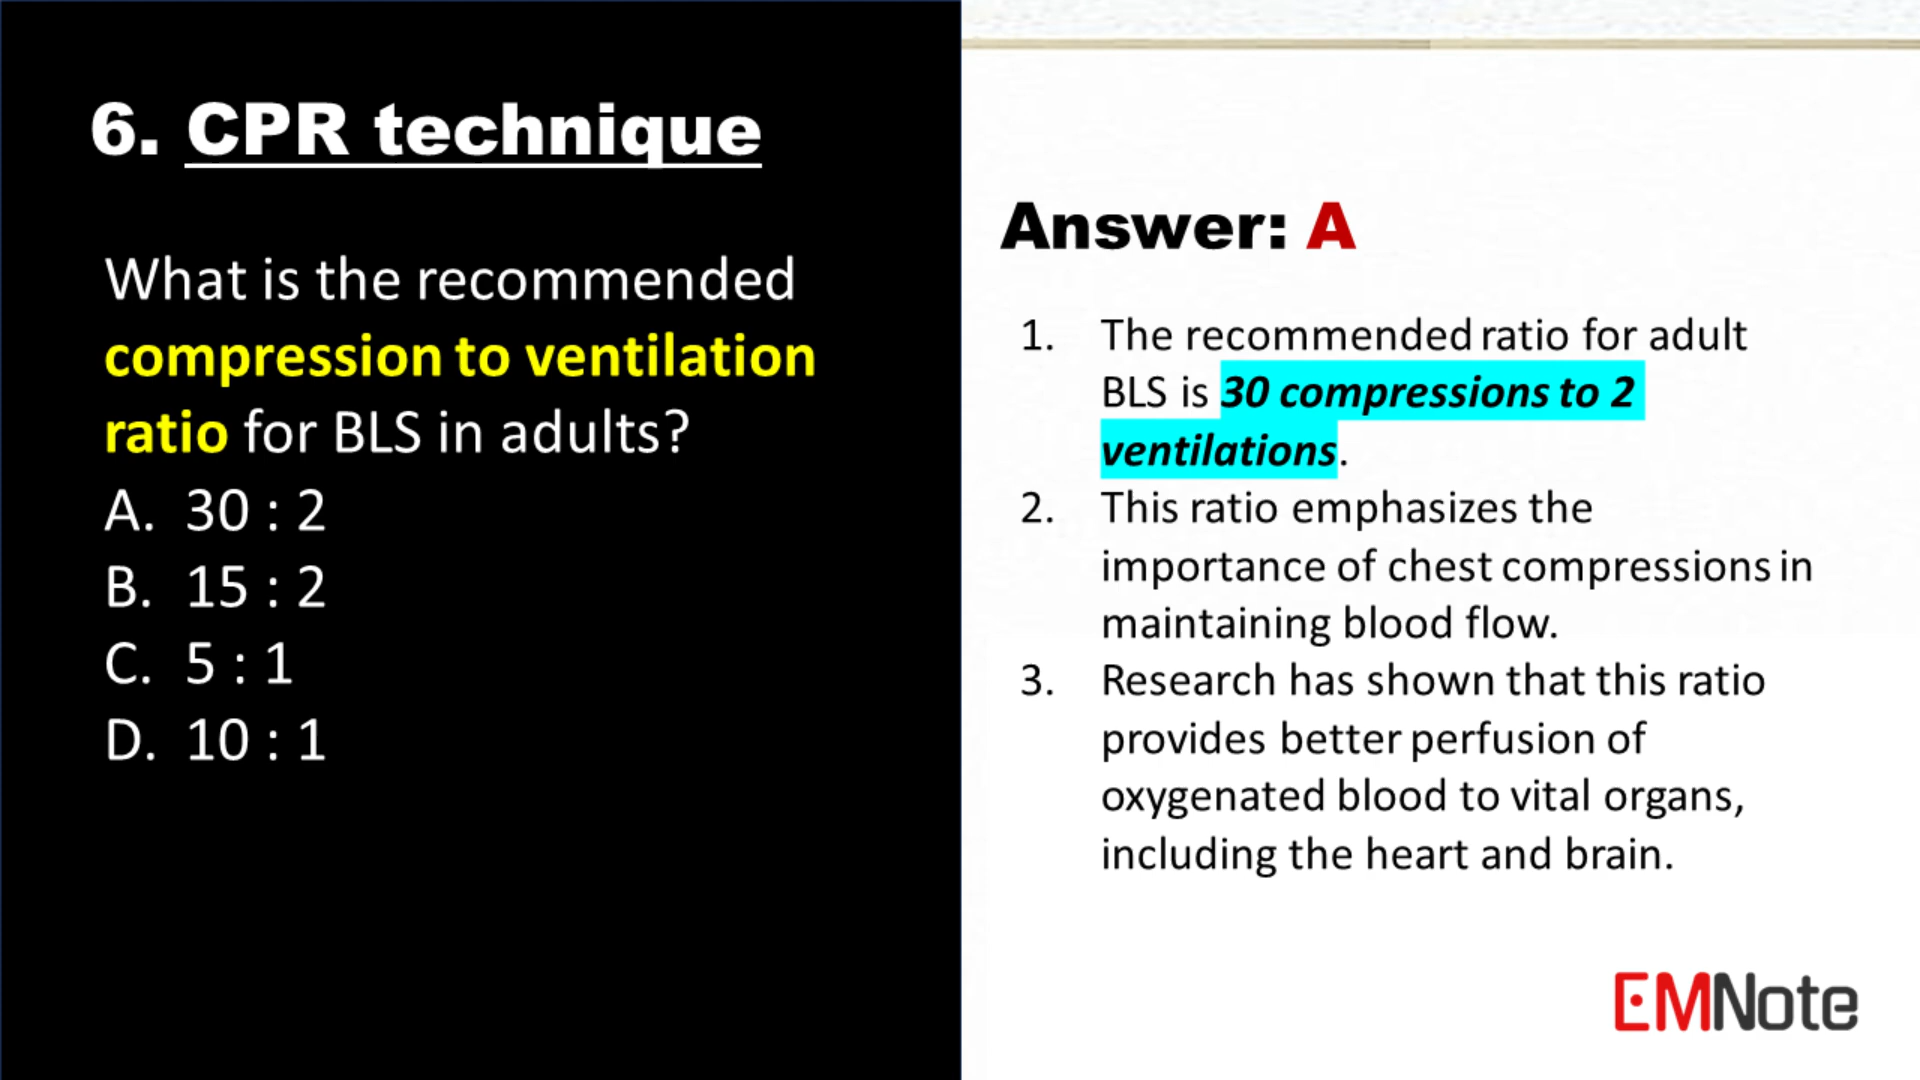 6. CPR technique
What is the recommended
compression to ventilation
ratio for BLS in adults?
A. 30 : 2
B. 15 : 2
C. 5 : 1
D. 10 : 1
Answer: A
1. The recommended ratio for adult
BLS is 30 compressions to 2
ventilations.
2. This ratio emphasizes the
importance of chest compressions in
maintaining blood flow.
3. Research has shown that this ratio
provides better perfusion of
oxygenated blood to vital organs,
including the heart and brain.
EMNote